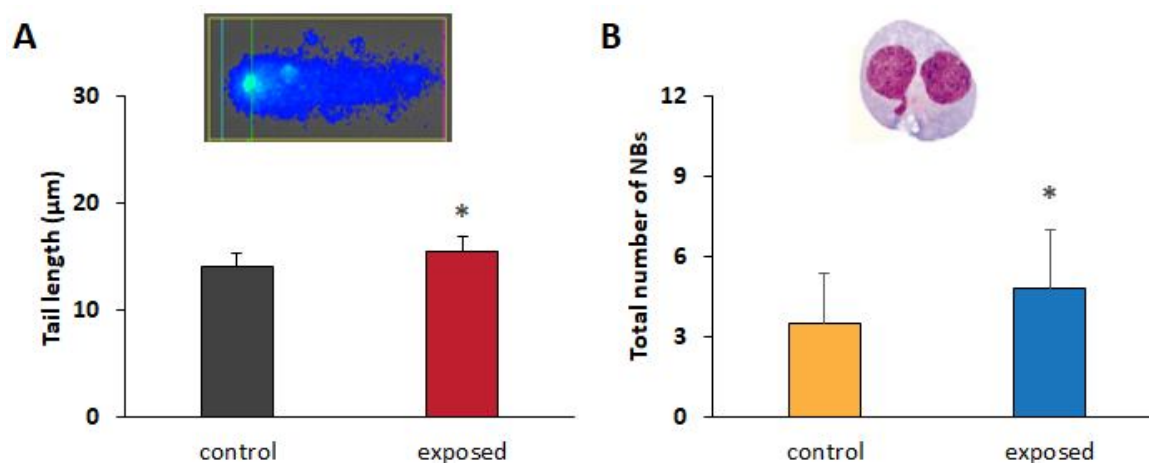 A
Tail length (µm)
30
20
10
0
*
control
exposed
B
Total number of NBs
12
9
6
3
0
*
control
exposed